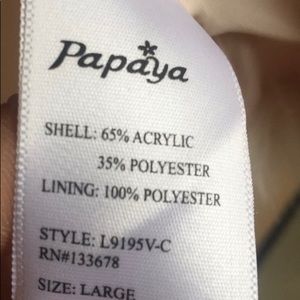 Papaya
SHELL: 65% ACRYLIC
35% POLYESTER
LINING: 100% POLYESTER
STYLE: L9195V-C
RN#133678
SIZE: LARGE